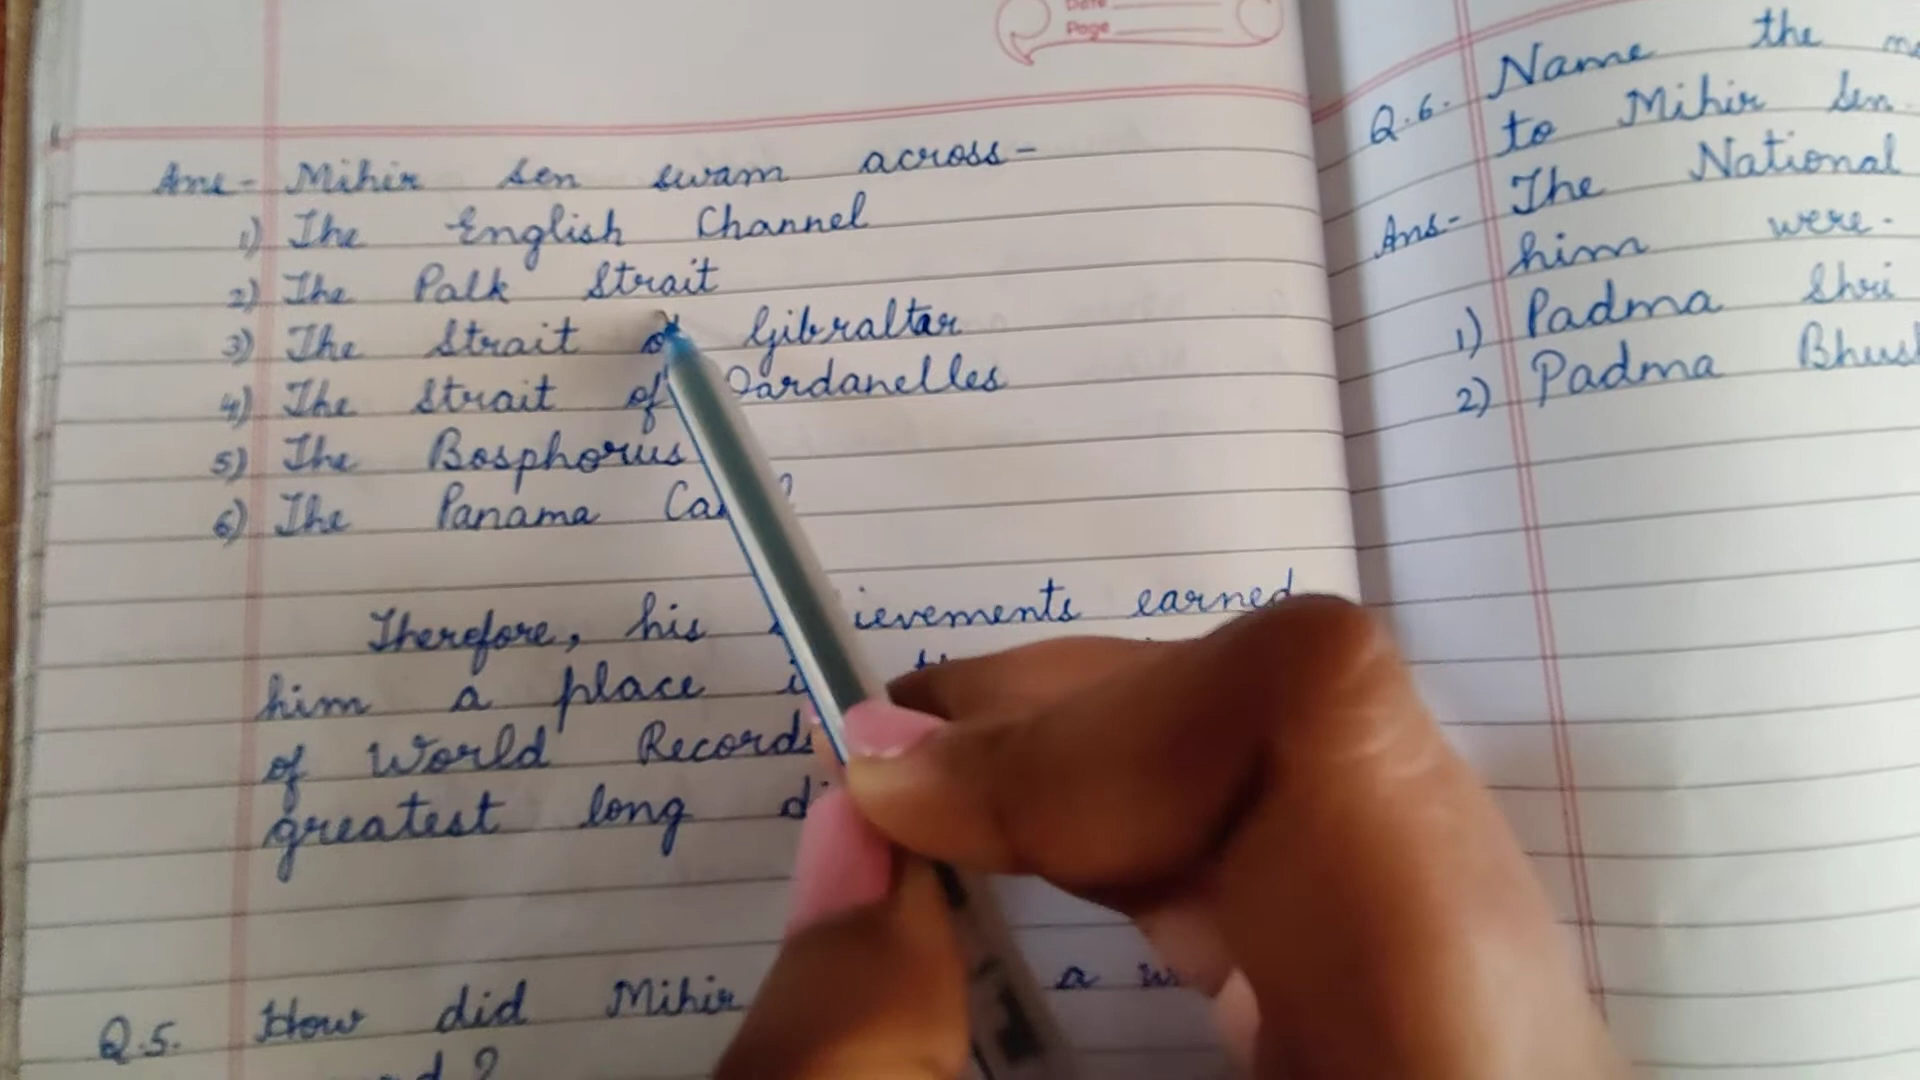 Date
Page
Ans- Mihir Sen swam across-
1) The English Channel
2) The Palk Strait
3) The Strait of Gibraltar
4) The Strait of Dardanelles
5) The Bosphorus
6) The Panama
Therefore, his earned
him a place
of World Records
greatest long
Q.5. How did Mihir a
?
Q.6. Name the
to Mihir Sen.
Ans- The National
him were-
1) Padma Shri
2) Padma